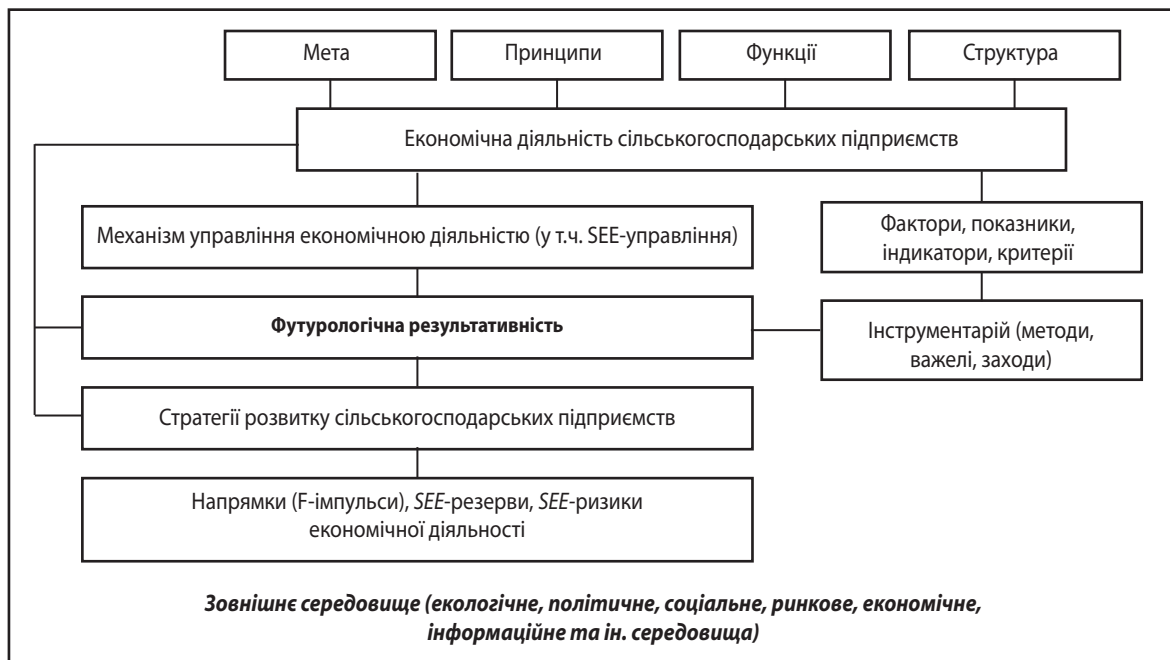 Мета
Принципи
Функції
Структура
Економічна діяльність сільськогосподарських підприємств
Механізм управління економічною діяльністю (у т.ч. SEE-управління)
Фактори, показники,
індикатори, критерії
Футурологічна результативність
Інструментарій (методи,
важелі, заходи)
Стратегії розвитку сільськогосподарських підприємств
Напрямки (F-імпульси), SEE-резерви, SEE-ризики
економічної діяльності
Зовнішнє середовище (екологічне, політичне, соціальне, ринкове, економічне,
інформаційне та ін. середовища)